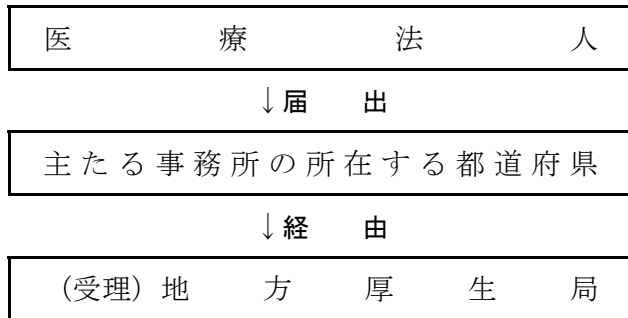 医療法人
↓届出
主たる事務所の所在する都道府県
↓経由
（受理）地方厚生局